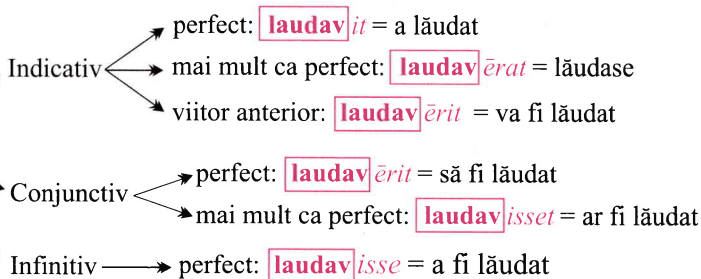 perfect: laudavit = a lăudat
Indicativ mai mult ca perfect: laudavērat = lăudase
viitor anterior: laudavērit = va fi lăudat
perfect: laudavērit = să fi lăudat
Conjunctiv
mai mult ca perfect: laudavisset = ar fi lăudat
Infinitiv perfect: laudavisse = a fi lăudat